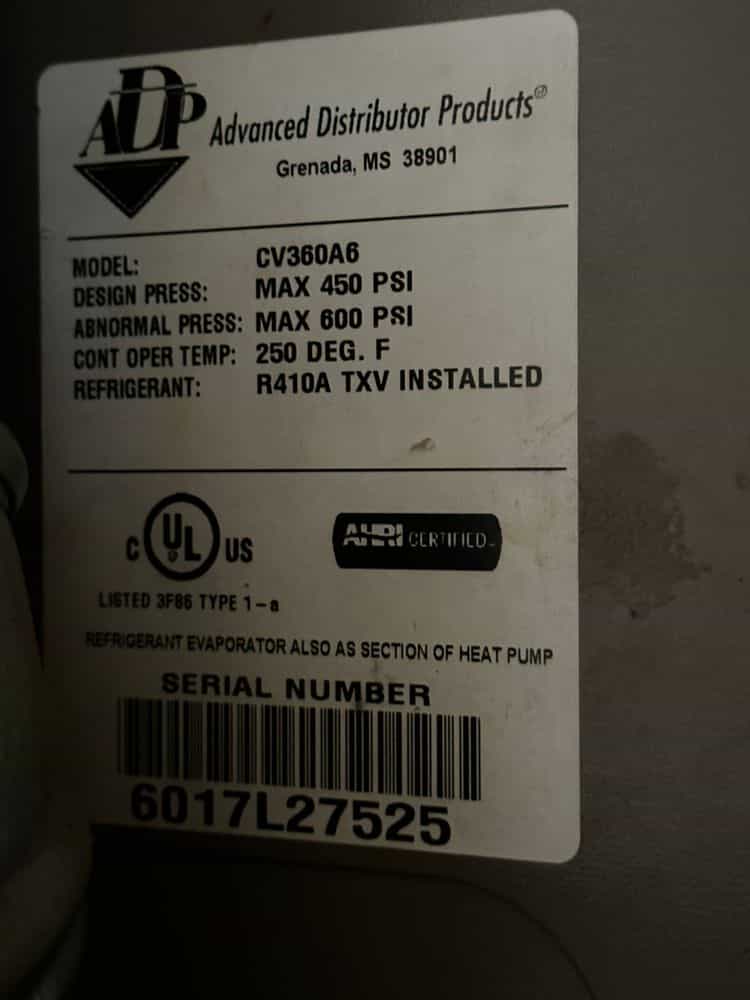 ADP Advanced Distributor Products®
Grenada, MS 38901
MODEL: CV360A6
DESIGN PRESS: MAX 450 PSI
ABNORMAL PRESS: MAX 600 PSI
CONT OPER TEMP: 250 DEG. F
REFRIGERANT: R410A TXV INSTALLED
C UL US
AHRI CERTIFIED
LISTED 3F86 TYPE 1-a
REFRIGERANT EVAPORATOR ALSO AS SECTION OF HEAT PUMP
SERIAL NUMBER
6017L27525